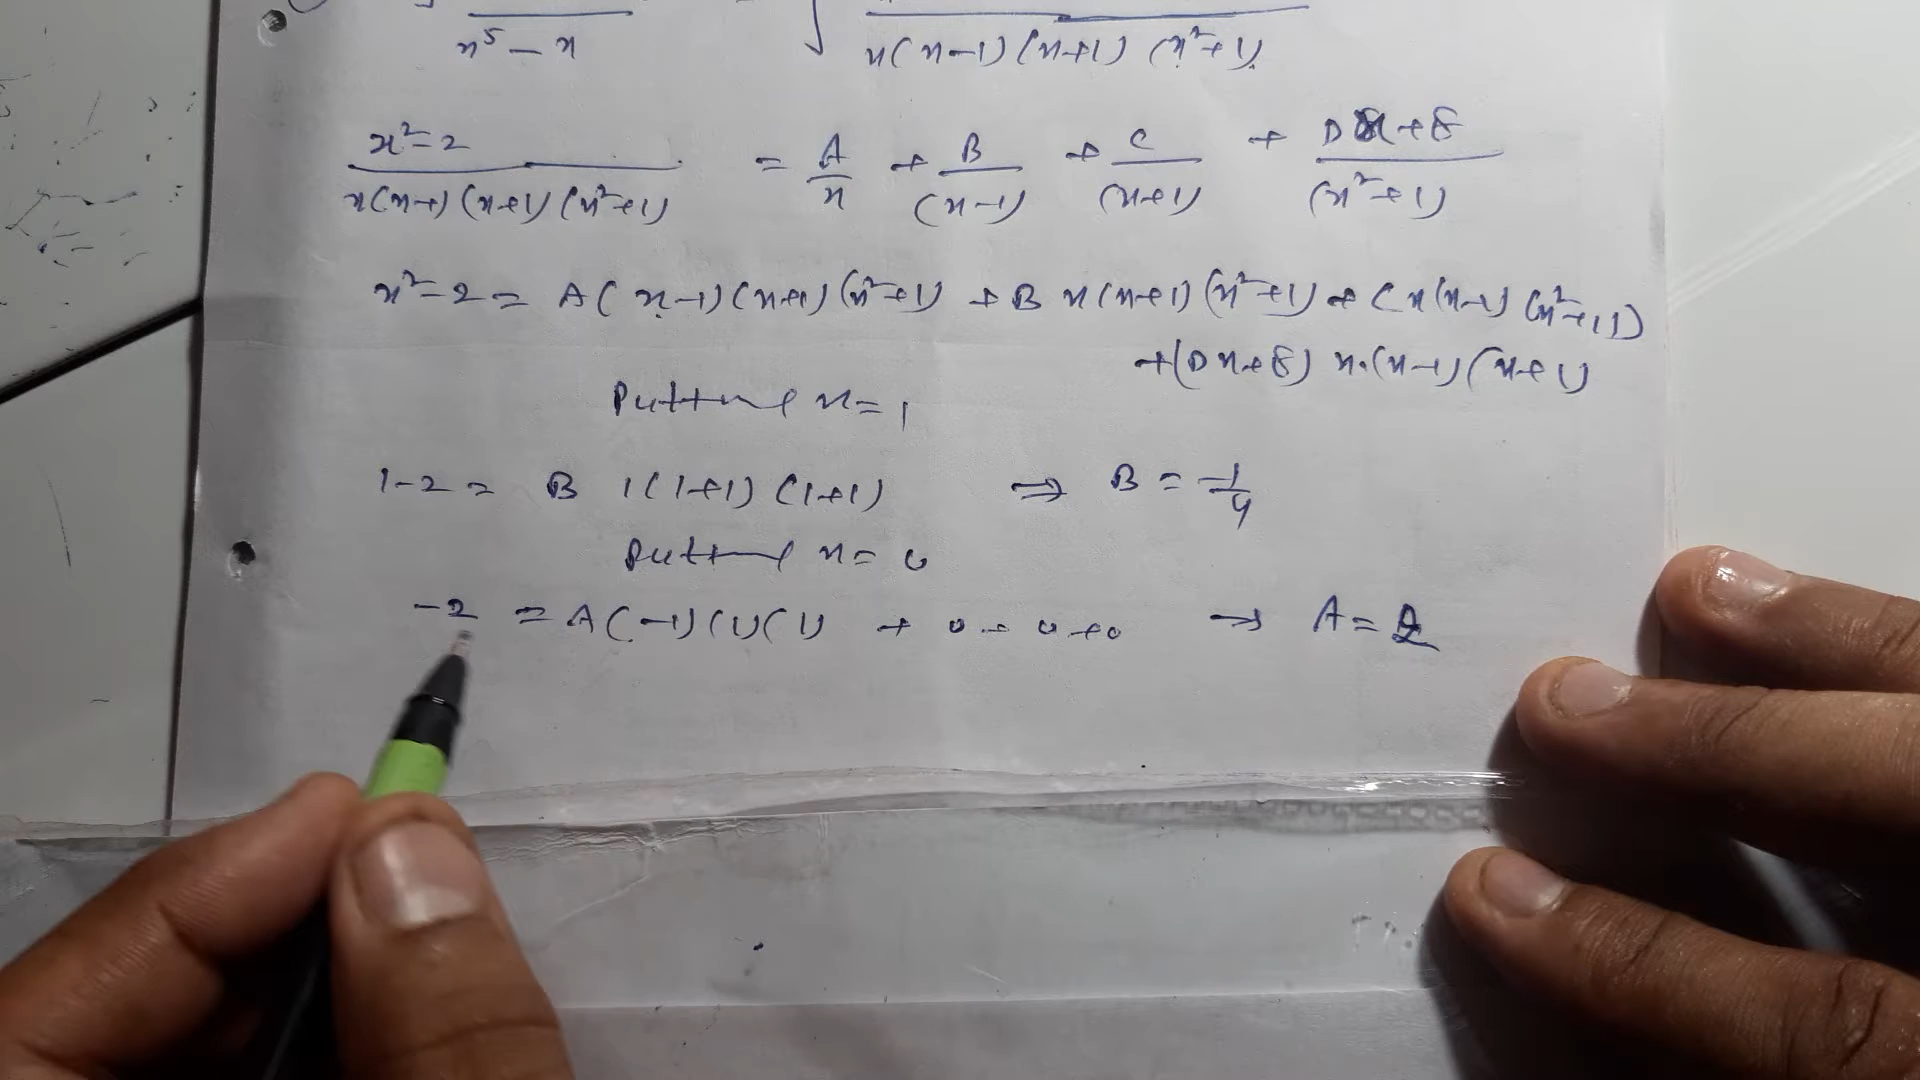 x⁵ - x    x(x-1)(x+1)(x²+1)
x²-2 / x(x-1)(x+1)(x²+1) = A/x + B/(x-1) + C/(x+1) + Dx+E/(x²+1)
x²-2 = A(x-1)(x+1)(x²+1) + B x(x+1)(x²+1) + C x(x-1)(x²+1)
+(Dx+E) x.(x-1)(x+1)
Putting x=1
1-2 = B 1(1+1)(1+1) ⇒ B = -1/4
Putting x=0
-2 = A(-1)(1)(1) + 0 + 0 + 0 → A = 2